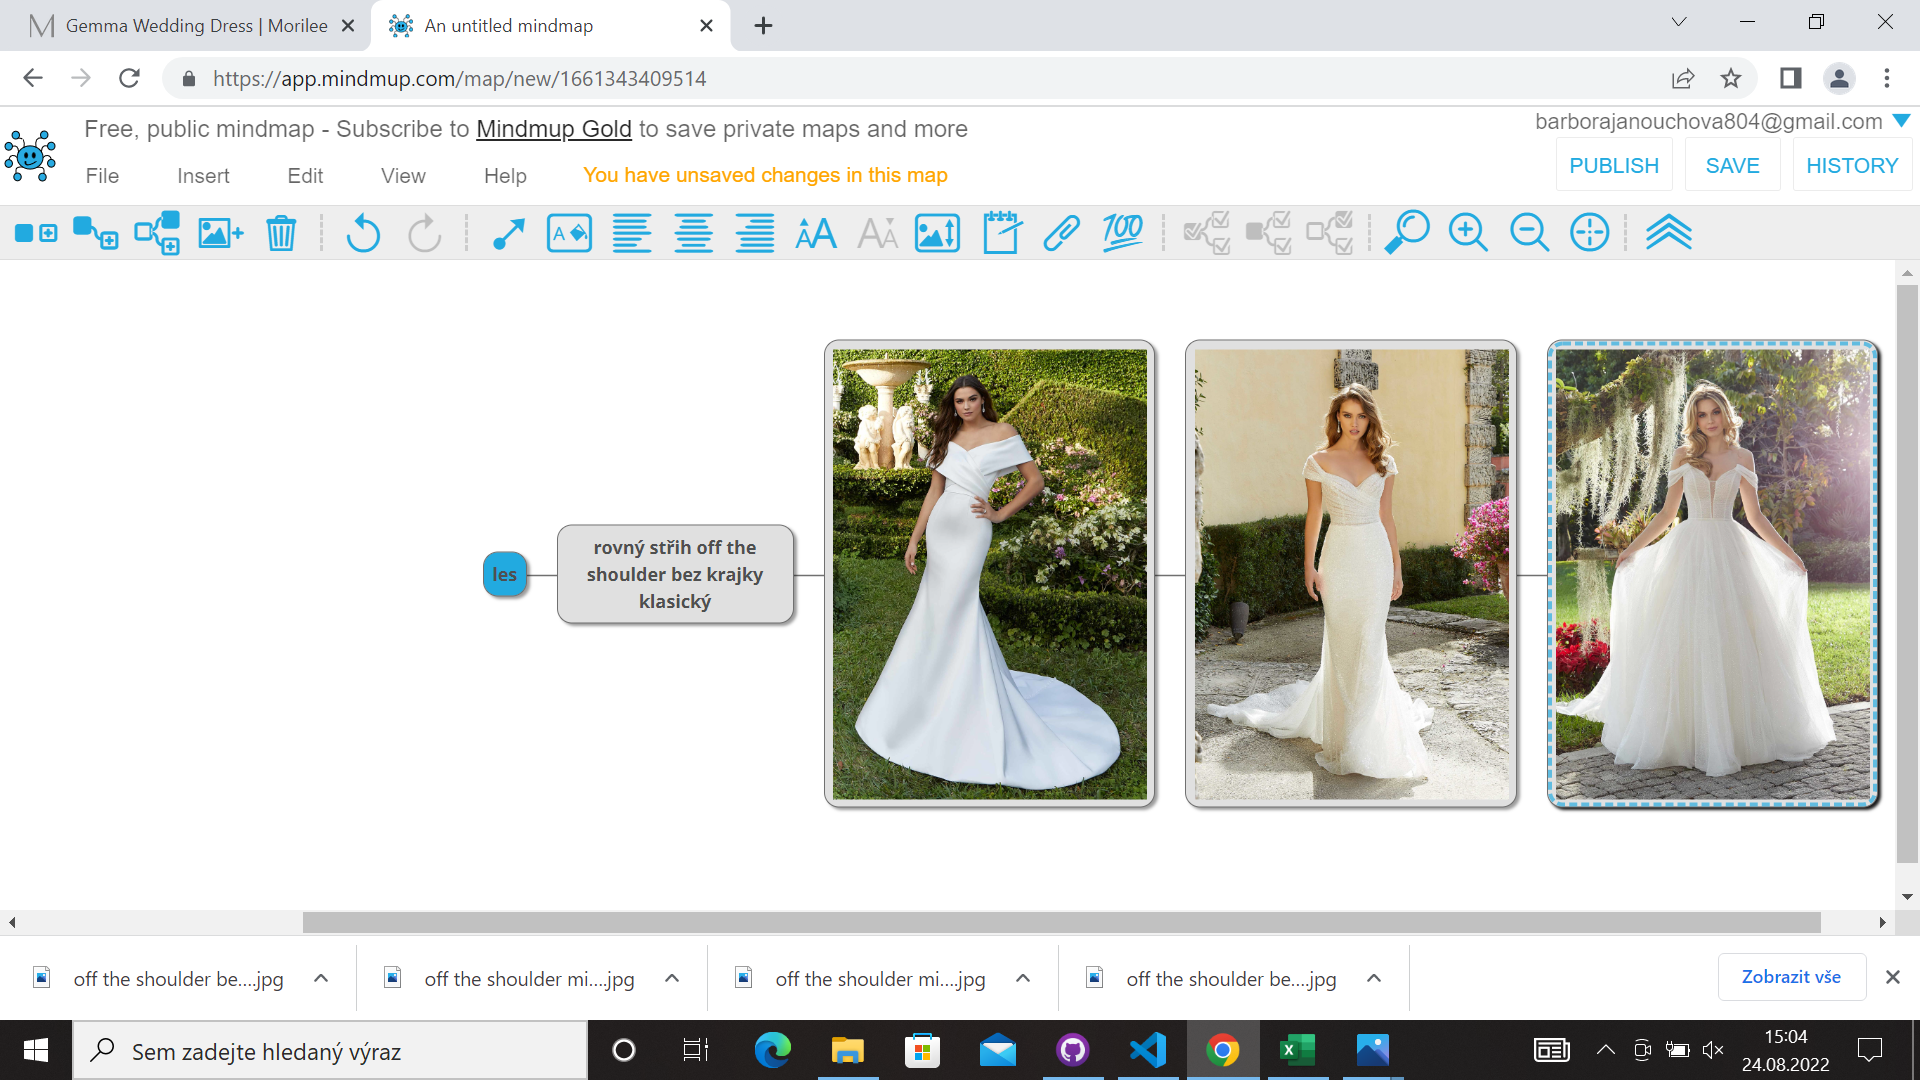 Gemma Wedding Dress | Morilee
An untitled mindmap
https://app.mindmup.com/map/new/1661343409514
Free, public mindmap - Subscribe to Mindmup Gold to save private maps and more
barborajanouchova804@gmail.com
File Insert Edit View Help You have unsaved changes in this map
PUBLISH SAVE HISTORY
A AA AA 100
les
rovný střih off the
shoulder bez krajky
klasický
off the shoulder be....jpg
off the shoulder mi....jpg
off the shoulder mi....jpg
off the shoulder be....jpg
Zobrazit vše
Sem zadejte hledaný výraz
15:04
24.08.2022